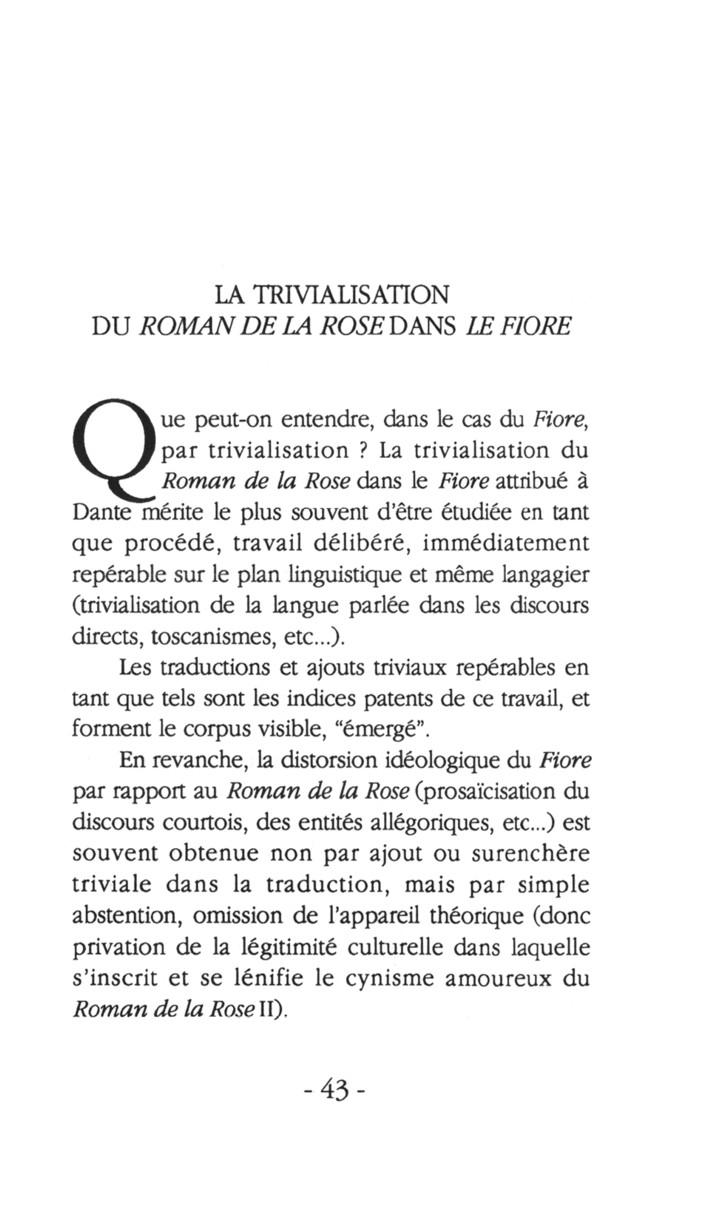 LA TRIVIALISATION
DU ROMAN DE LA ROSE DANS LE FIORE
Que peut-on entendre, dans le cas du Fiore,
par trivialisation ? La trivialisation du
Roman de la Rose dans le Fiore attribué à
Dante mérite le plus souvent d'être étudiée en tant
que procédé, travail délibéré, immédiatement
repérable sur le plan linguistique et même langagier
(trivialisation de la langue parlée dans les discours
directs, toscanismes, etc...).
Les traductions et ajouts triviaux repérables en
tant que tels sont les indices patents de ce travail, et
forment le corpus visible, “émergé”.
En revanche, la distorsion idéologique du Fiore
par rapport au Roman de la Rose (prosaïcisation du
discours courtois, des entités allégoriques, etc...) est
souvent obtenue non par ajout ou surenchère
triviale dans la traduction, mais par simple
abstention, omission de l'appareil théorique (donc
privation de la légitimité culturelle dans laquelle
s'inscrit et se lénifie le cynisme amoureux du
Roman de la Rose II).
- 43 -